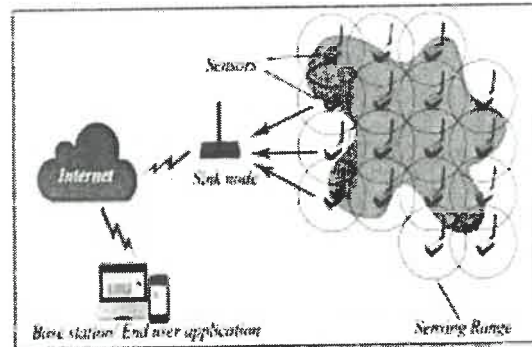 Sensors
Internet
Sink node
Base station/ End user application
Sensing Range